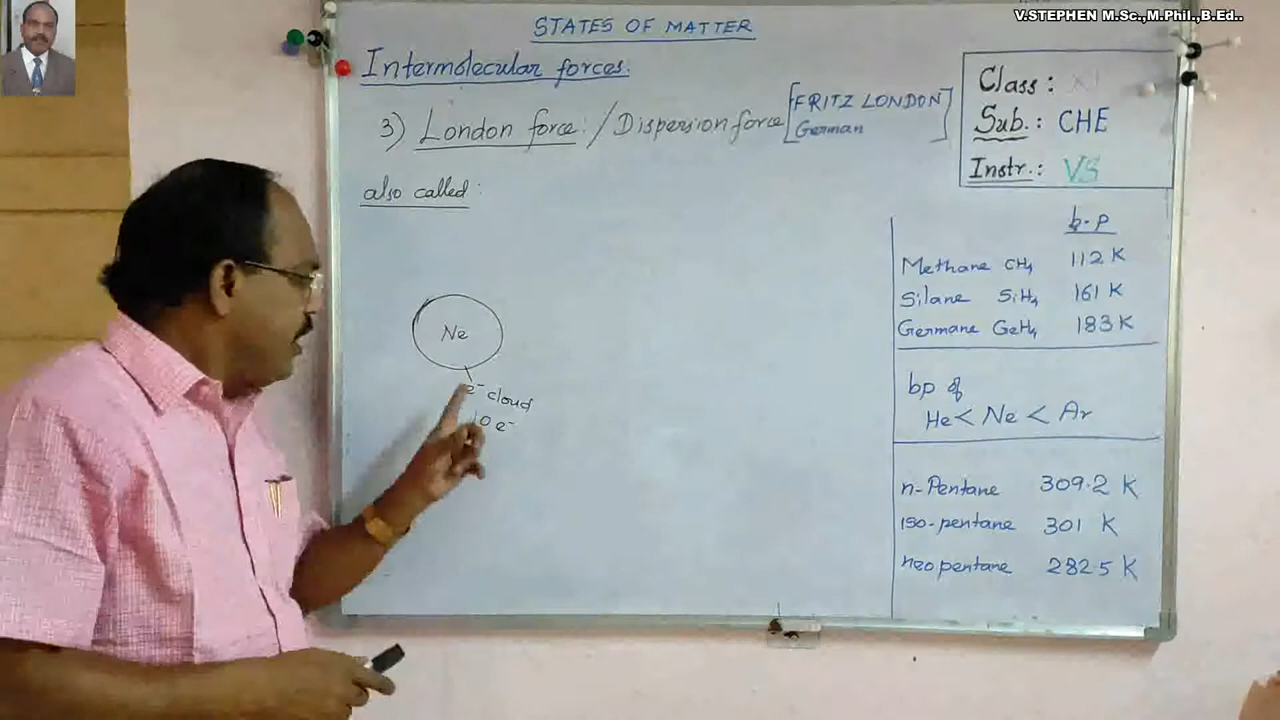 V.STEPHEN M.Sc.,M.Phil.,B.Ed..
STATES OF MATTER
Intermolecular forces:
3) London force: / Dispersion force [FRITZ LONDON
German]
Class: XI
Sub.: CHE
Instr.: VS
also called:
Ne
e⁻ cloud
10 e⁻
b.p
Methane CH4 112 K
Silane SiH4 161 K
Germane GeH4 183 K
bp of
He < Ne < Ar
n-Pentane 309.2 K
iso-pentane 301 K
neopentane 282.5 K